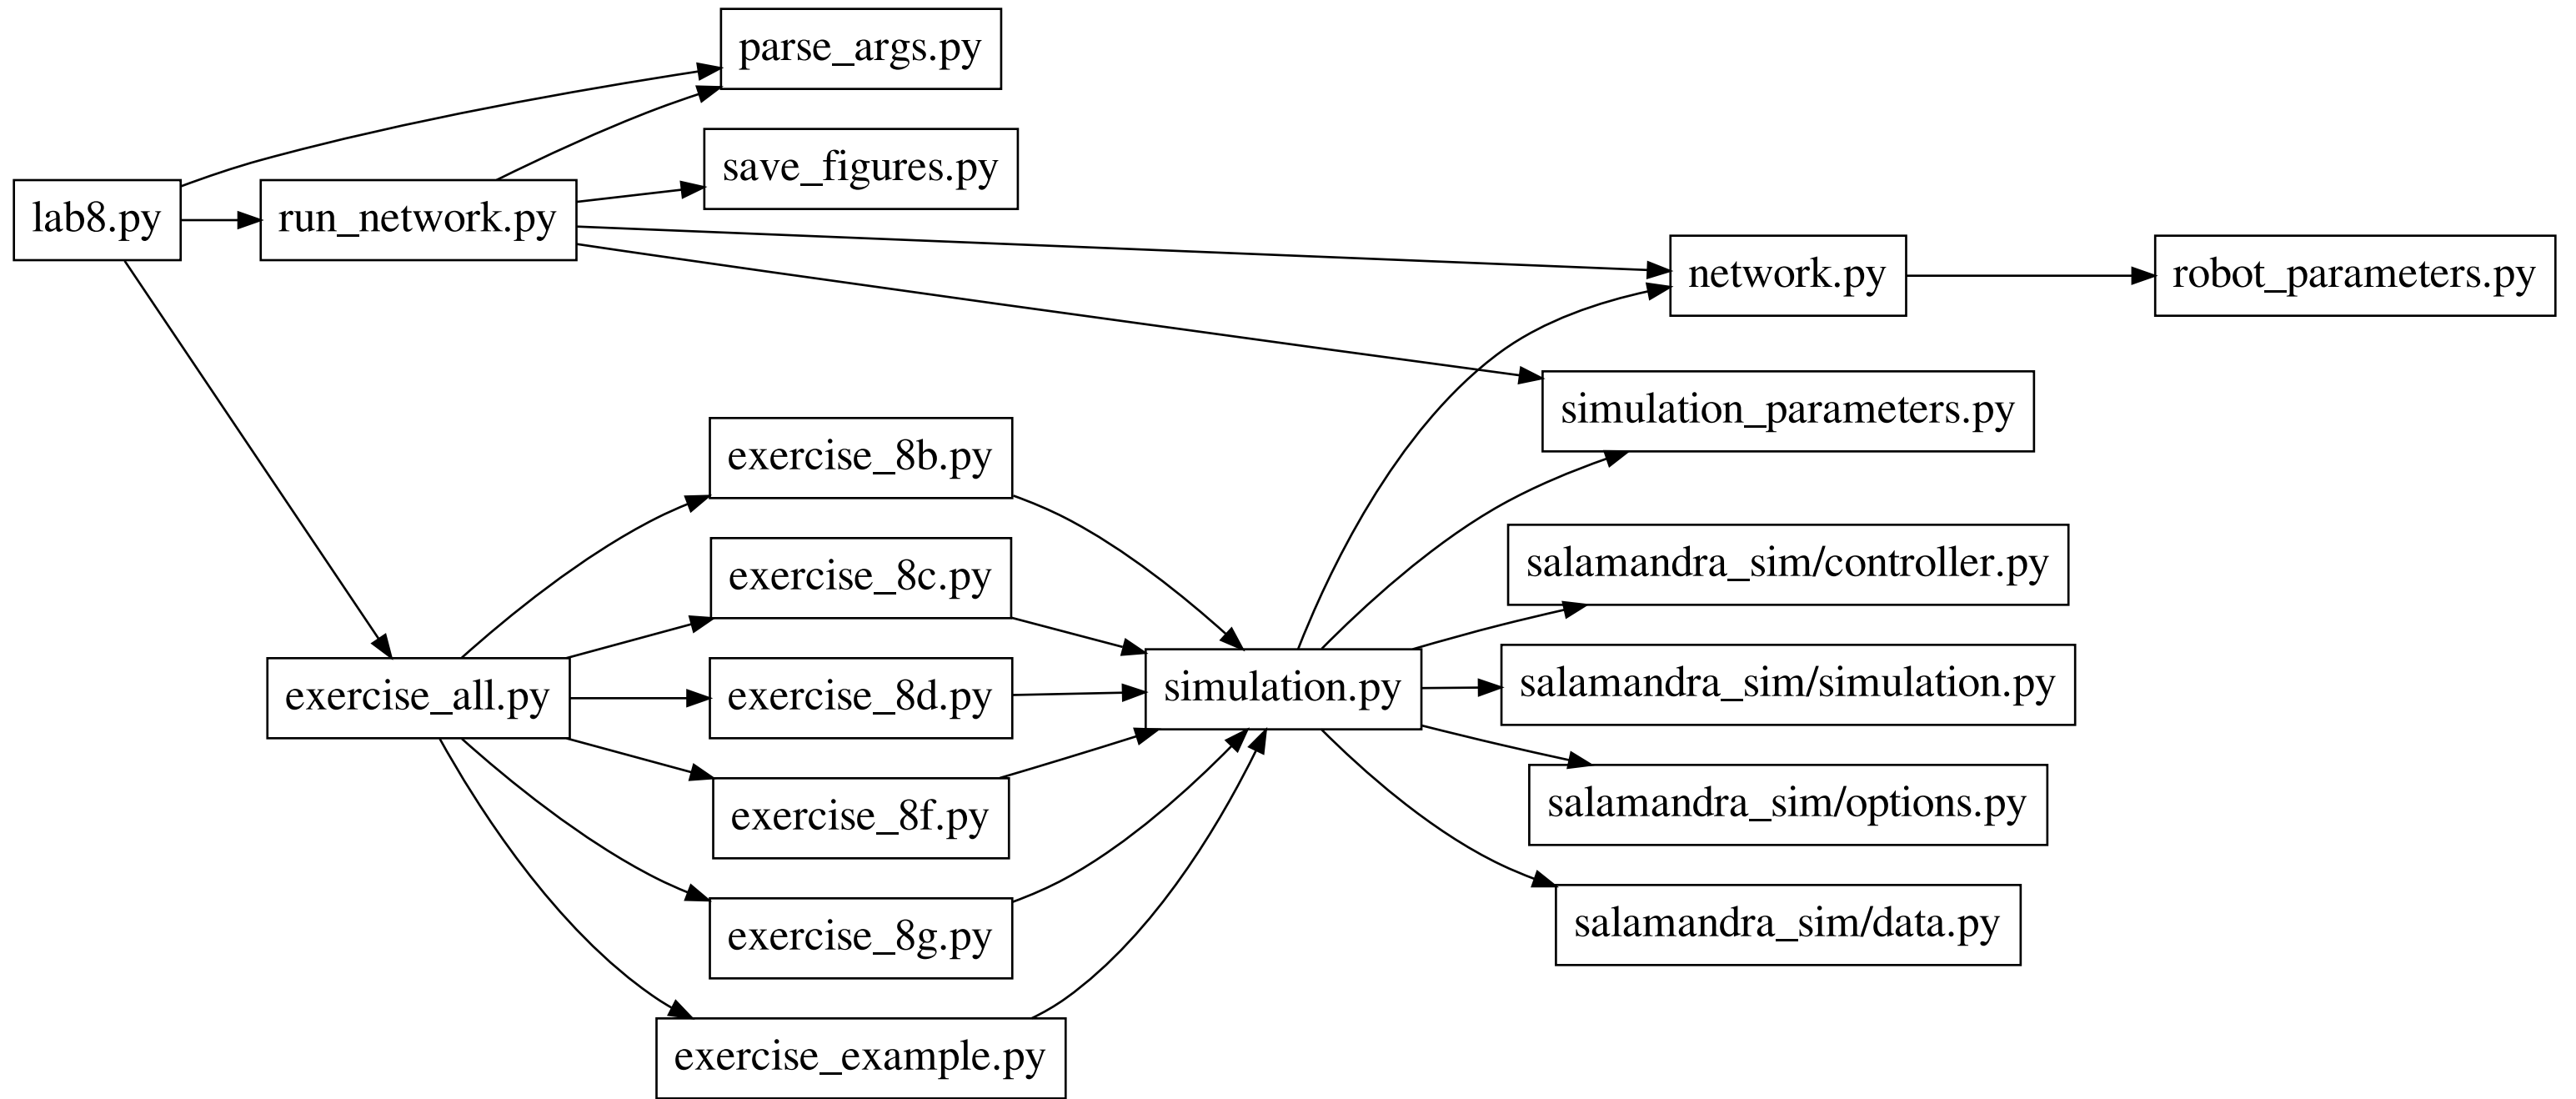 parse_args.py
save_figures.py
lab8.py
run_network.py
network.py
robot_parameters.py
simulation_parameters.py
exercise_8b.py
exercise_8c.py
salamandra_sim/controller.py
exercise_all.py
exercise_8d.py
simulation.py
salamandra_sim/simulation.py
exercise_8f.py
salamandra_sim/options.py
exercise_8g.py
salamandra_sim/data.py
exercise_example.py